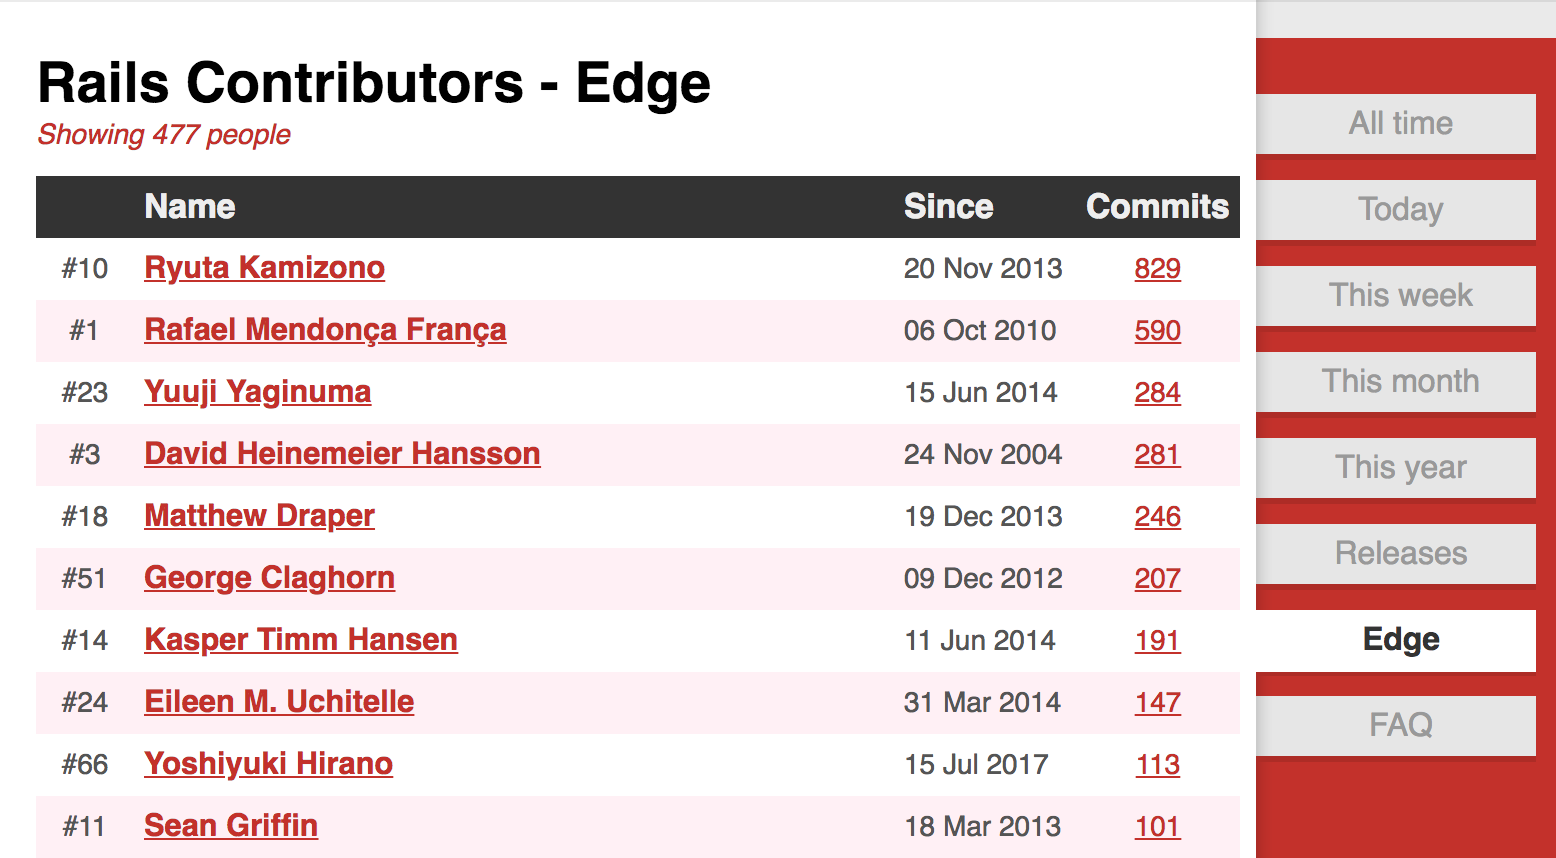 Rails Contributors - Edge
Showing 477 people
Name Since Commits
#10 Ryuta Kamizono 20 Nov 2013 829
#1 Rafael Mendonça França 06 Oct 2010 590
#23 Yuuji Yaginuma 15 Jun 2014 284
#3 David Heinemeier Hansson 24 Nov 2004 281
#18 Matthew Draper 19 Dec 2013 246
#51 George Claghorn 09 Dec 2012 207
#14 Kasper Timm Hansen 11 Jun 2014 191
#24 Eileen M. Uchitelle 31 Mar 2014 147
#66 Yoshiyuki Hirano 15 Jul 2017 113
#11 Sean Griffin 18 Mar 2013 101
All time
Today
This week
This month
This year
Releases
Edge
FAQ